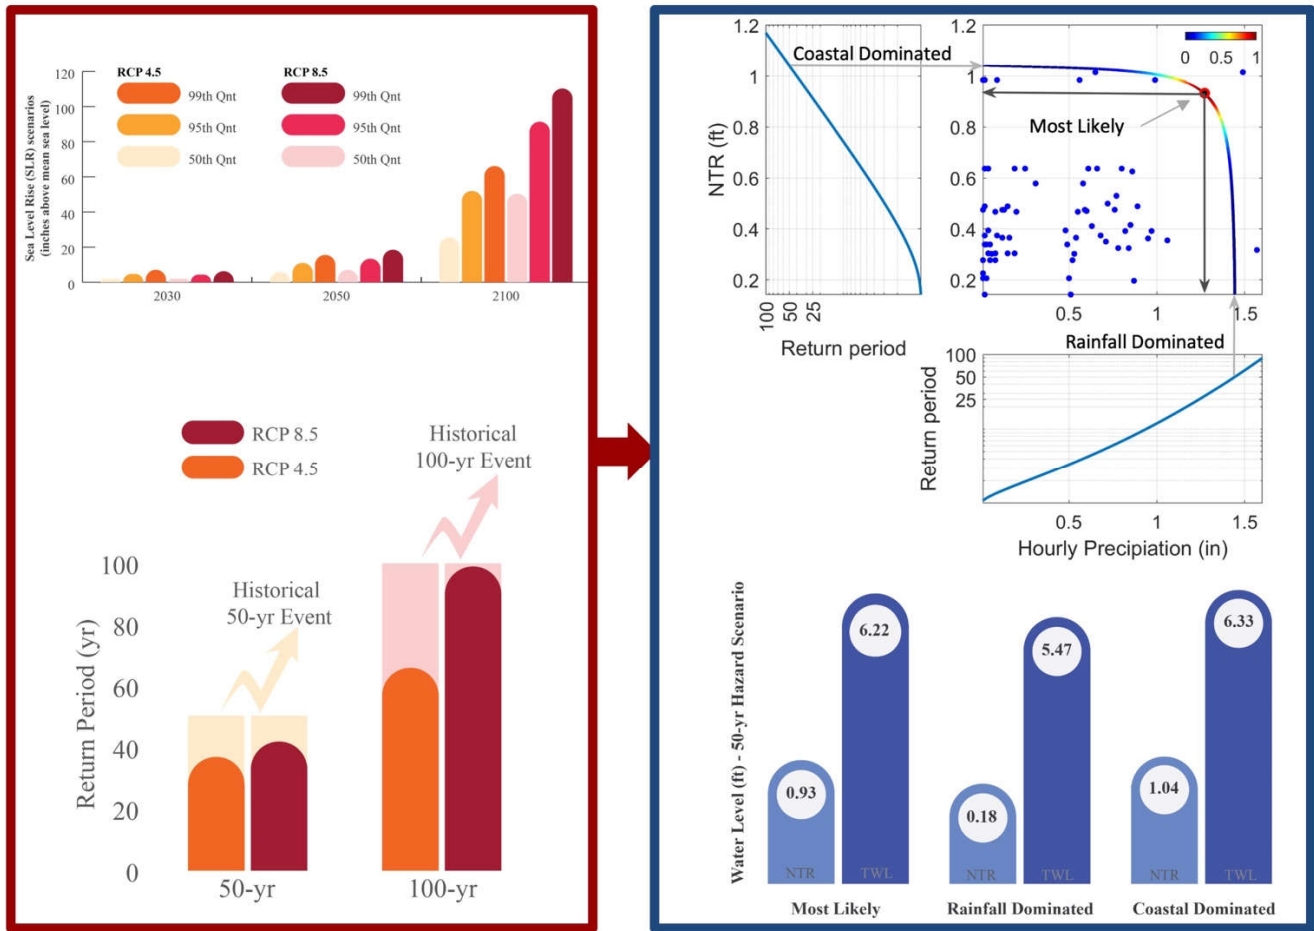 RCP 4.5
RCP 8.5
99th Qnt
99th Qnt
95th Qnt
95th Qnt
50th Qnt
50th Qnt
Sea Level Rise (SLR) scenarios
(inches above mean sea level)
120
100
80
60
40
20
0
2030
2050
2100
RCP 8.5
RCP 4.5
Historical
100-yr Event
Historical
50-yr Event
Return Period (yr)
100
80
60
40
20
0
50-yr
100-yr
1.2
1
0.8
0.6
0.4
0.2
NTR (ft)
100
50
25
Return period
Coastal Dominated
1.2
1
1.2
0.8
0.6
0.4
0.2
0
0.5
1
Most Likely
0.5
1
1.5
Rainfall Dominated
100
50
25
Return period
0.5
1
1.5
Hourly Precipiation (in)
Water Level (ft) - 50-yr Hazard Scenario
0.93
6.22
0.18
5.47
1.04
6.33
NTR
TWL
NTR
TWL
NTR
TWL
Most Likely
Rainfall Dominated
Coastal Dominated